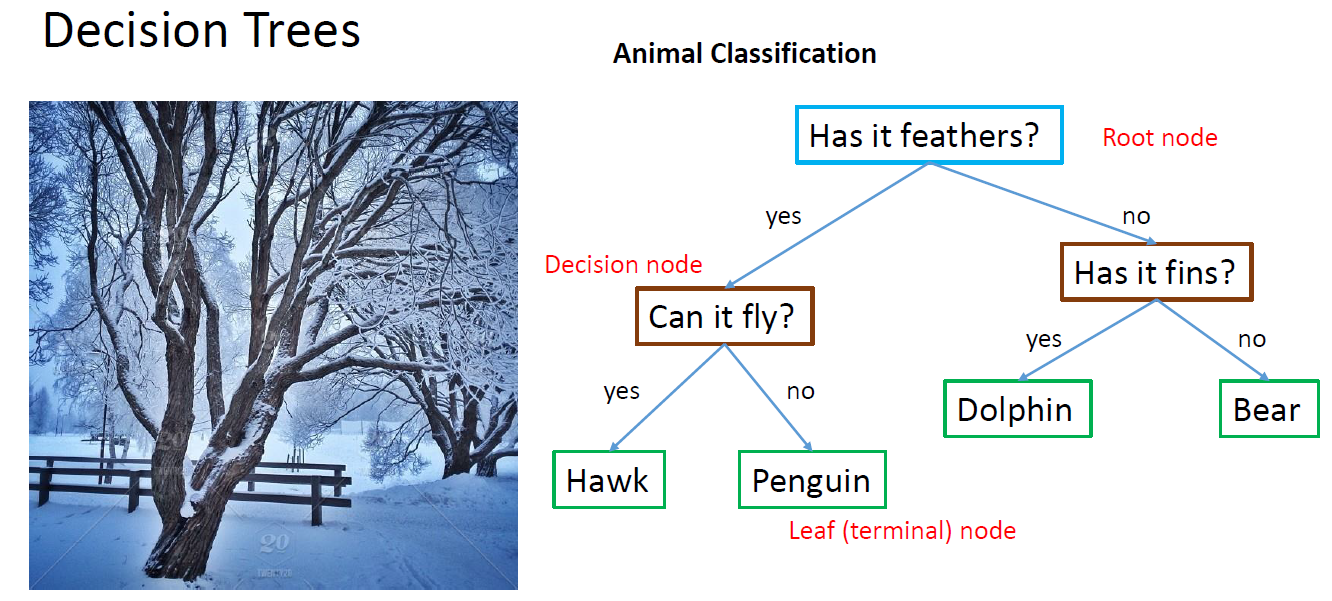 Decision Trees
Animal Classification
Has it feathers?
Root node
yes
no
Decision node
Has it fins?
Can it fly?
yes
no
yes
no
Dolphin
Bear
Hawk
Penguin
Leaf (terminal) node
20